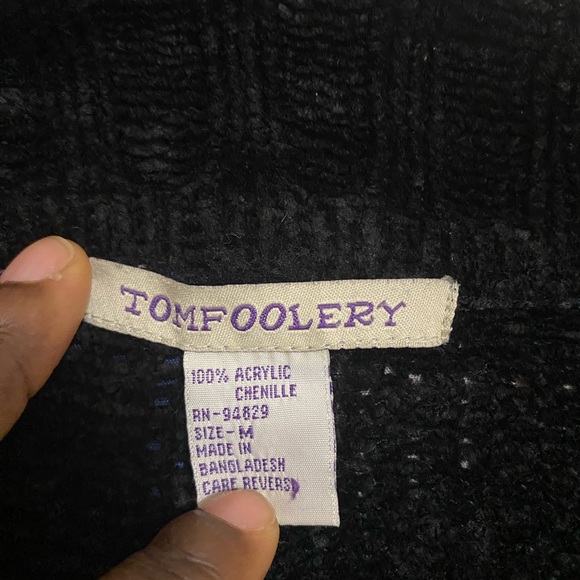 TOMFOOLERY
100% ACRYLIC
CHENILLE
RN-94829
SIZE-M
MADE IN
BANGLADESH
CARE REVERS